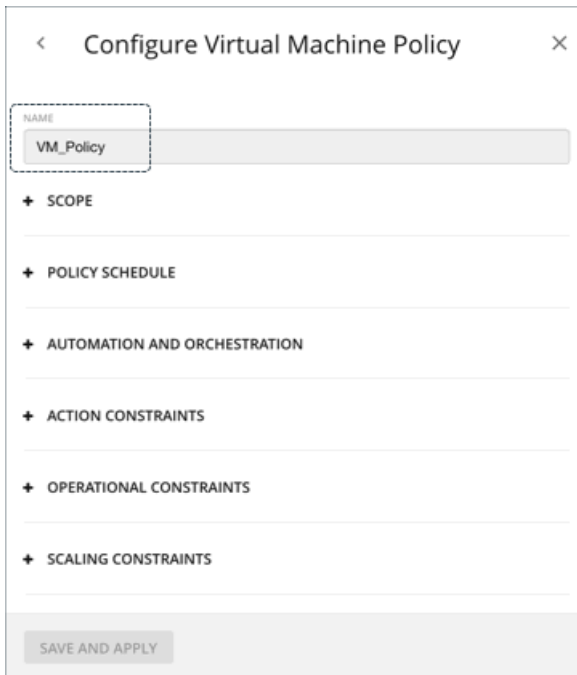 Configure Virtual Machine Policy
NAME
VM_Policy
SCOPE
POLICY SCHEDULE
AUTOMATION AND ORCHESTRATION
ACTION CONSTRAINTS
OPERATIONAL CONSTRAINTS
SCALING CONSTRAINTS
SAVE AND APPLY